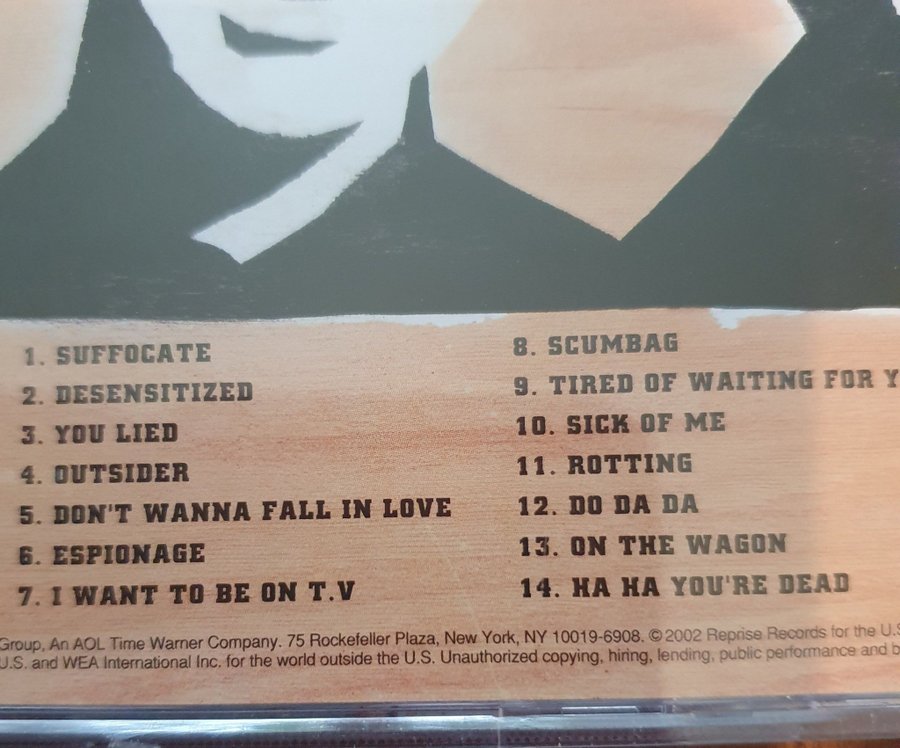 1. SUFFOCATE
2. DESENSITIZED
3. YOU LIED
4. OUTSIDER
5. DON'T WANNA FALL IN LOVE
6. ESPIONAGE
7. I WANT TO BE ON T.V
8. SCUMBAG
9. TIRED OF WAITING FOR
10. SICK OF ME
11. ROTTING
12. DO DA DA
13. ON THE WAGON
14. HA HA YOU'RE DEAD
Group, An AOL Time Warner Company. 75 Rockefeller Plaza, New York, NY 10019-6908. © 2002 Reprise Records for the U.S
U.S. and WEA International Inc. for the world outside the U.S. Unauthorized copying, hiring, lending, public performance and